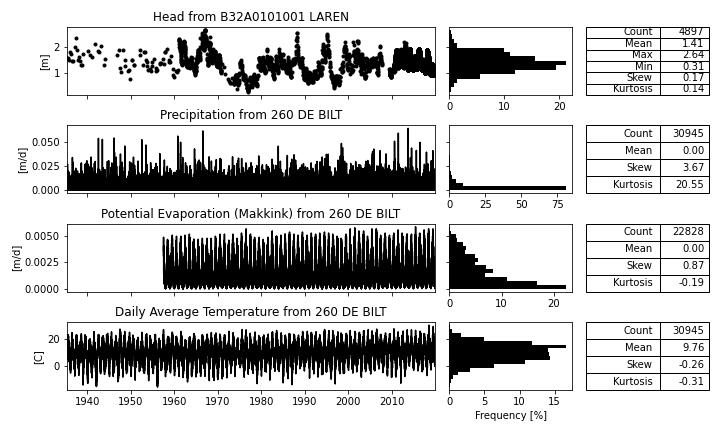 Head from B32A0101001 LAREN
2
1
[m]
0 10 20
Count 4897
Mean 1.41
Max 2.64
Min 0.31
Skew 0.17
Kurtosis 0.14
Precipitation from 260 DE BILT
0.050
0.025
0.000
[m/d]
0 25 50 75
Count 30945
Mean 0.00
Skew 3.67
Kurtosis 20.55
Potential Evaporation (Makkink) from 260 DE BILT
0.0050
0.0025
0.0000
[m/d]
0 10 20
Count 22828
Mean 0.00
Skew 0.87
Kurtosis -0.19
Daily Average Temperature from 260 DE BILT
20
0
[C]
1940 1950 1960 1970 1980 1990 2000 2010
0 5 10 15
Frequency [%]
Count 30945
Mean 9.76
Skew -0.26
Kurtosis -0.31